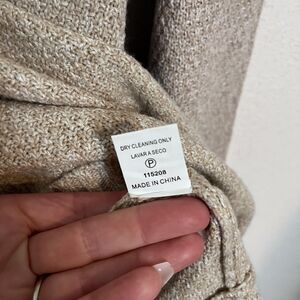 DRY CLEANING ONLY
LAVAR A SECO
P
115208
MADE IN CHINA